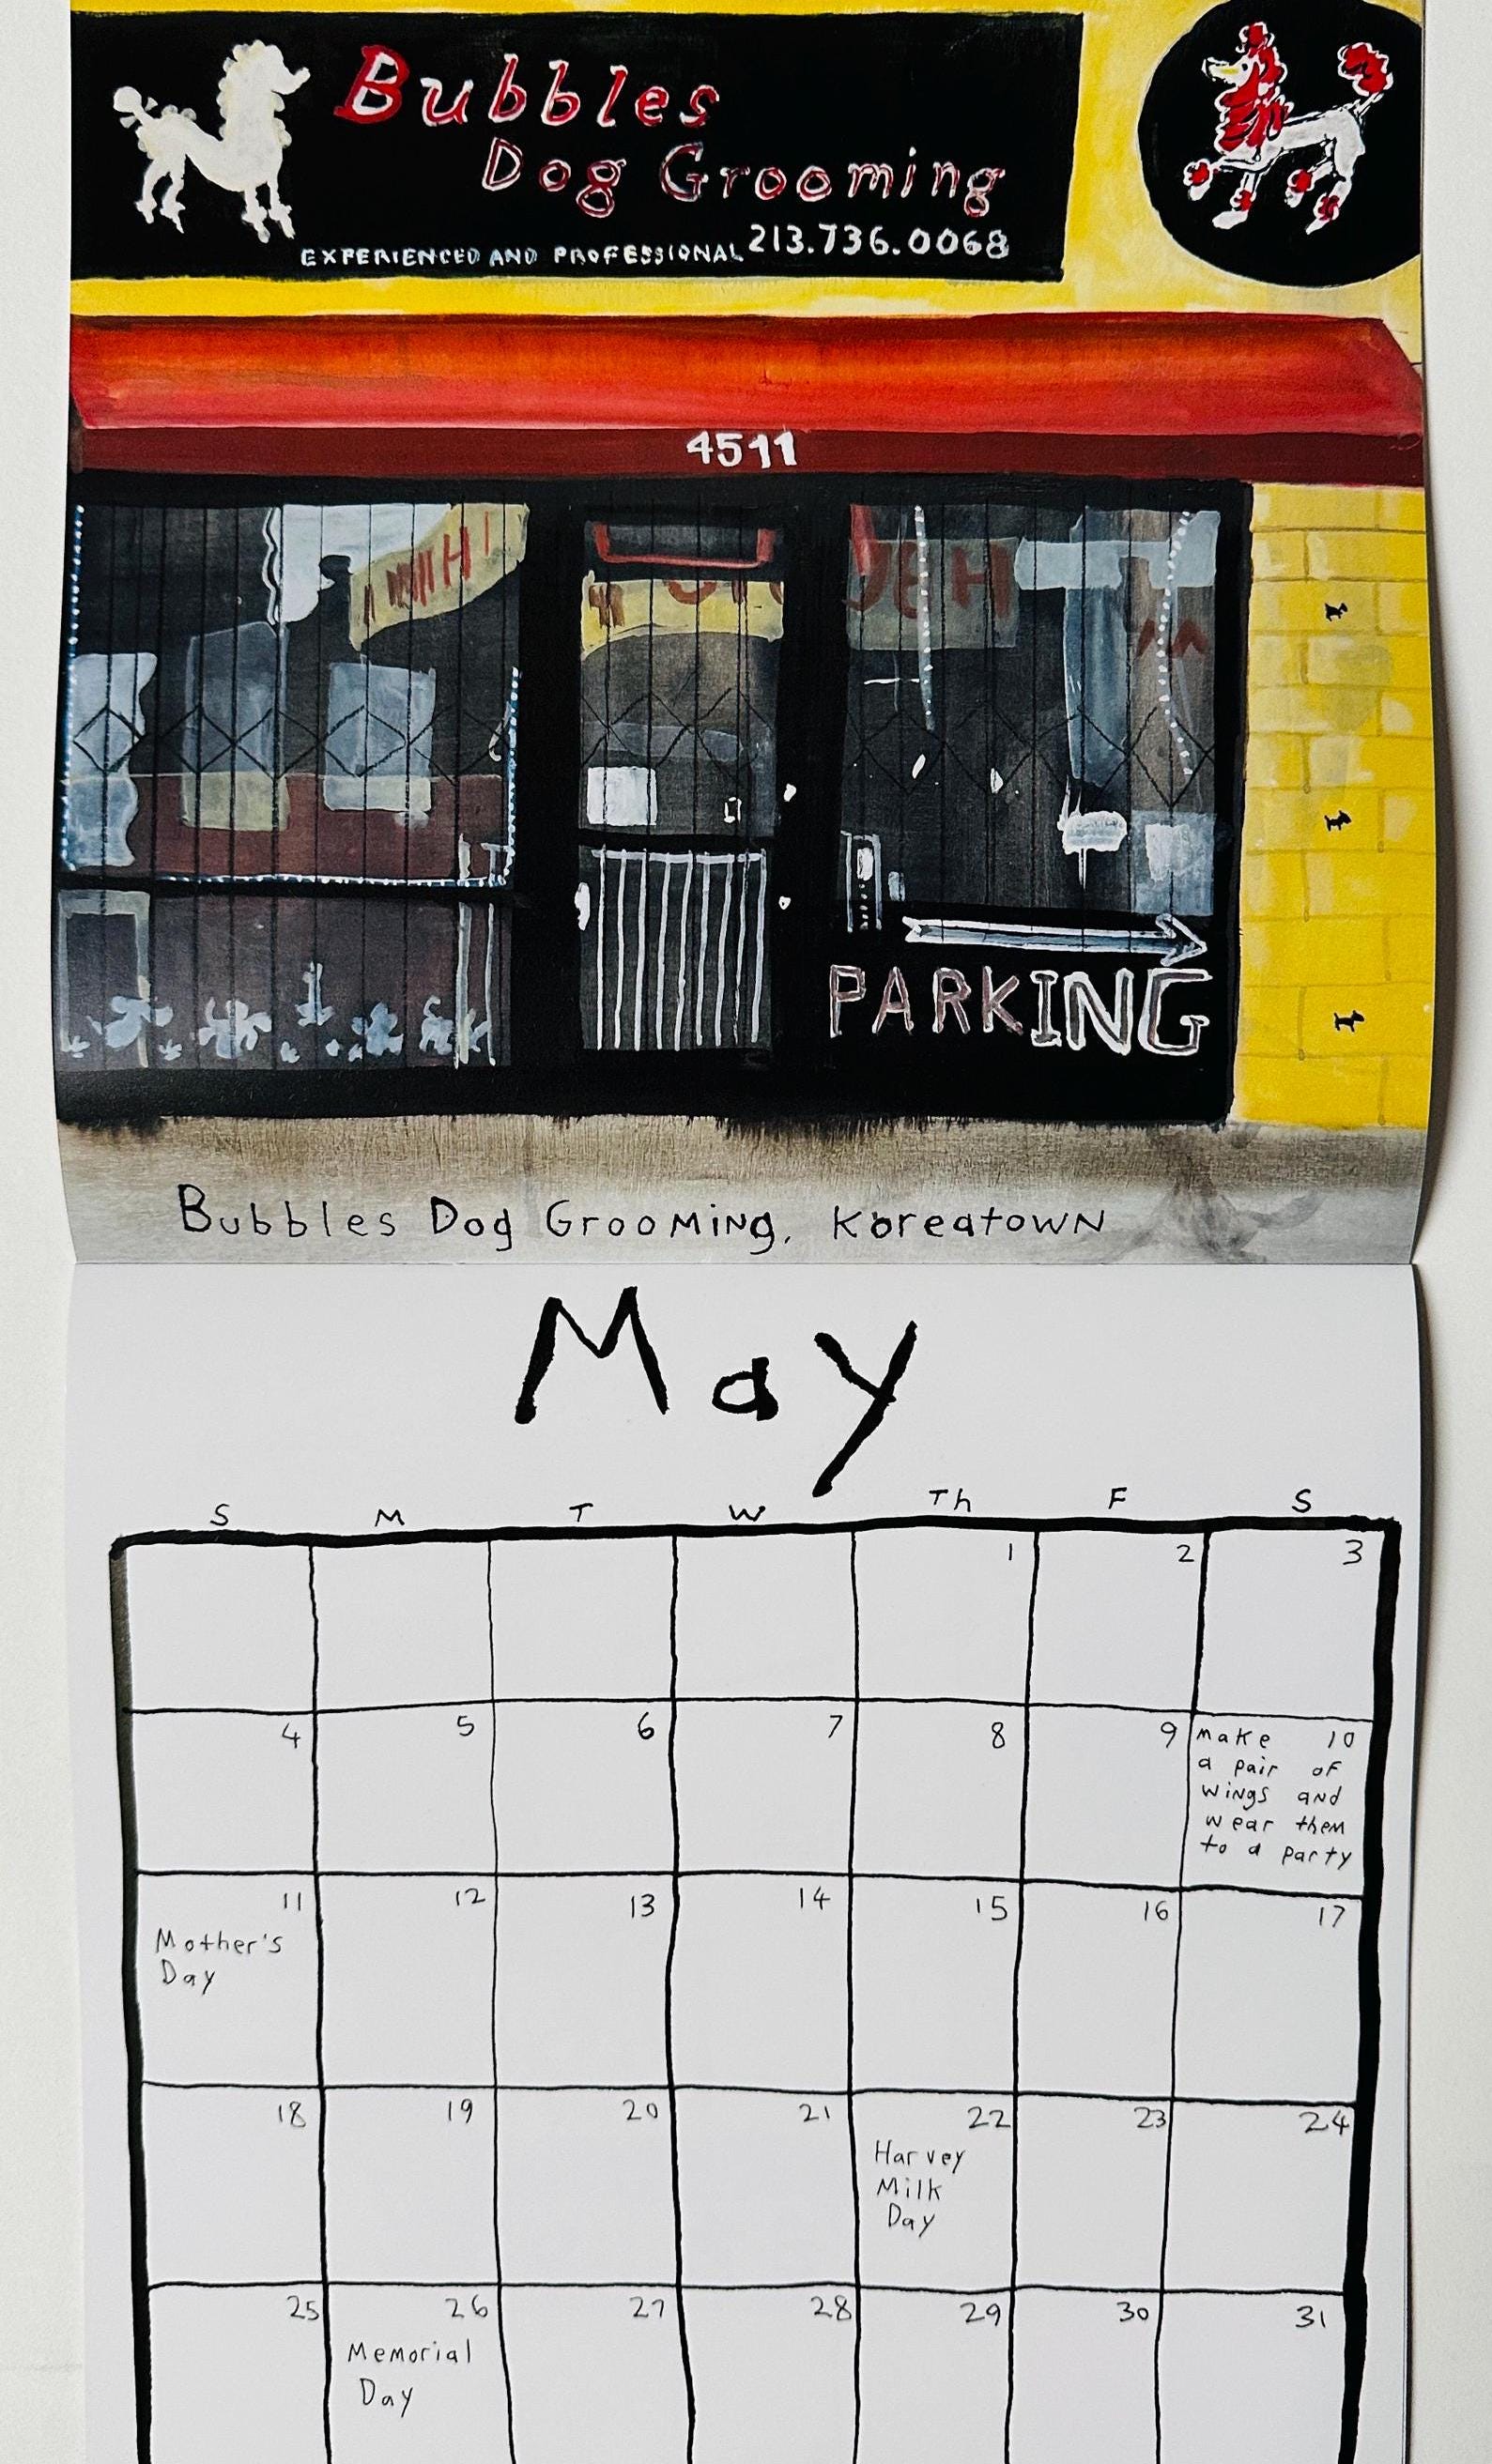 Bubbles
Dog Grooming
EXPERIENCED AND PROFESSIONAL 213.736.0068
4511
PARKING
Bubbles Dog Grooming, Koreatown
May
S M T W Th F S
1 2 3
4 5 6 7 8 9 10
make
a pair of
wings and
wear them
to a party
11 12 13 14 15 16 17
Mother's
Day
18 19 20 21 22 23 24
Harvey
Milk
Day
25 26 27 28 29 30 31
Memorial
Day